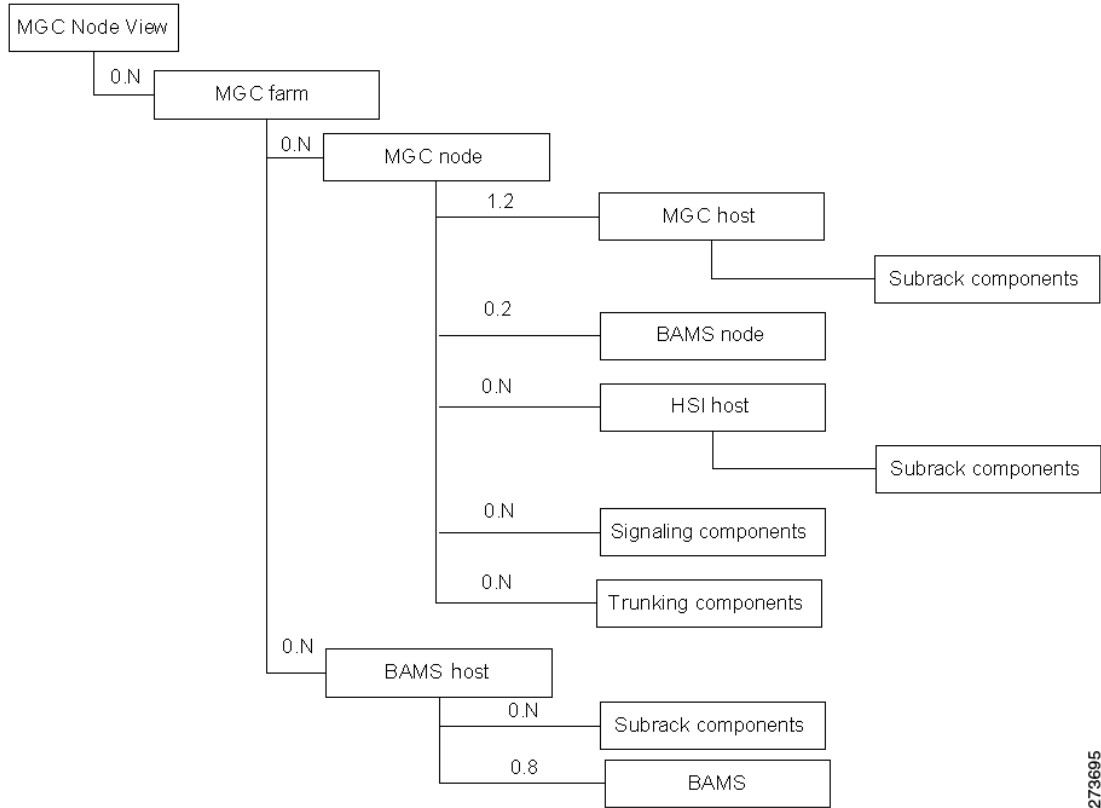 MGC Node View
0.N
MGC farm
0.N
MGC node
1.2
MGC host
Subrack components
0.2
BAMS node
0.N
HSI host
Subrack components
0.N
Signaling components
0.N
Trunking components
0.N
BAMS host
0.N
Subrack components
0.8
BAMS
273695